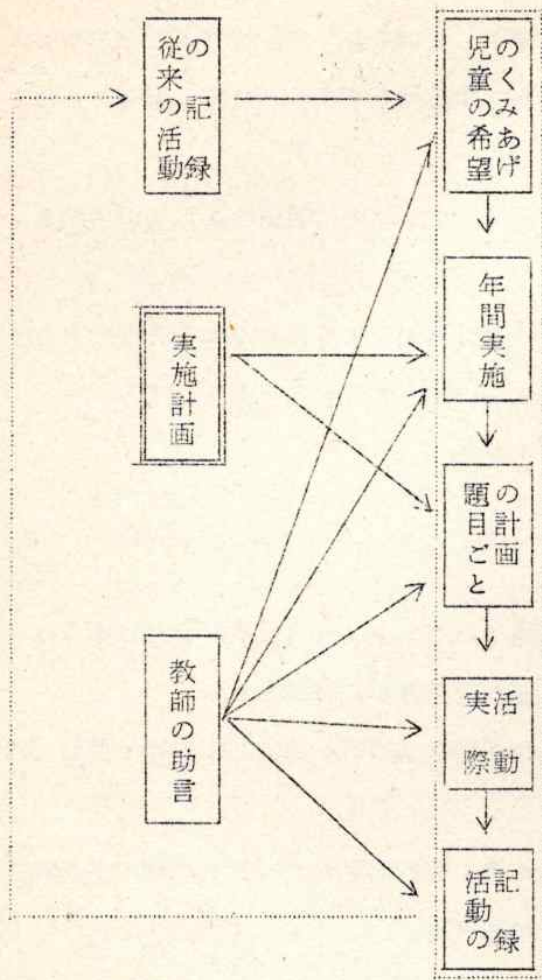 従来の活動
の記録
実施計画
教師の助言
児童の希望
のくみあげ
年間実施
題目ごと
の計画
実際
活動
活動の
記録